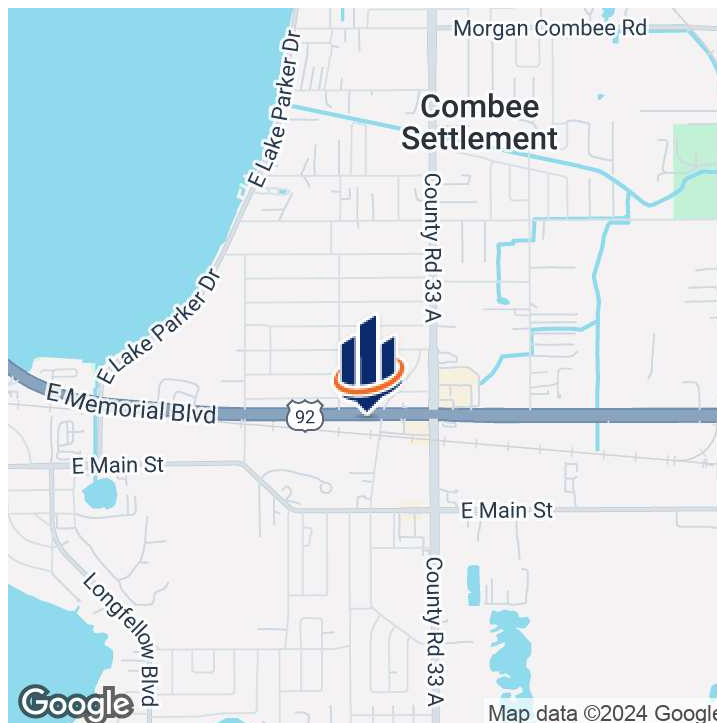 Morgan Combee Rd
E Lake Parker Dr
Combee
Settlement
County Rd 33 A
E Lake Parker Dr
E Memorial Blvd
92
E Main St
E Main St
Longfellow Blvd
County Rd 33 A
Google
Map data ©2024 Google